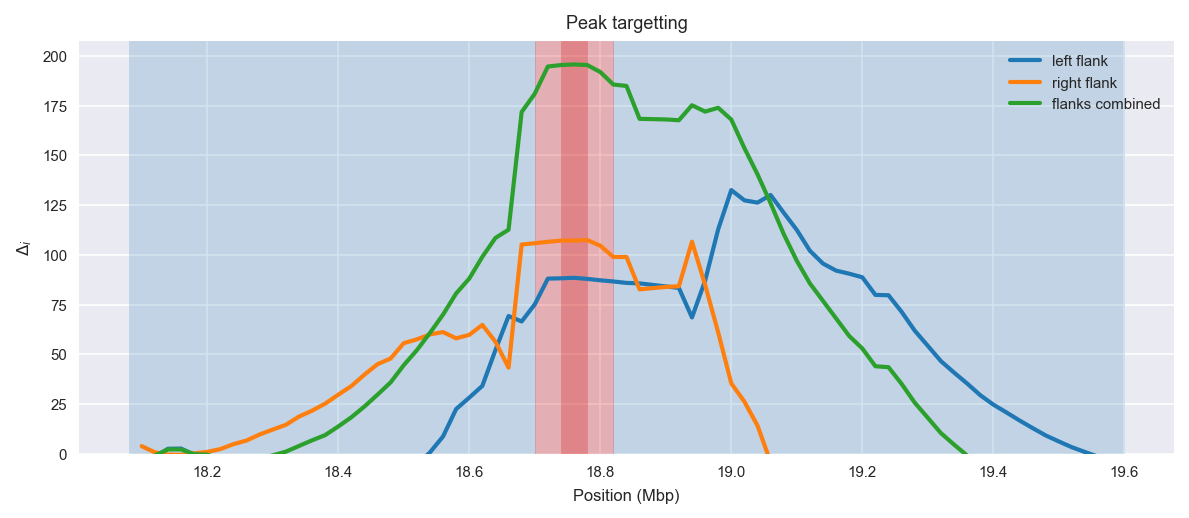 Peak targetting
200
175
150
125
100
75
50
25
0
Δi
left flank
right flank
flanks combined
18.2 18.4 18.6 18.8 19.0 19.2 19.4 19.6
Position (Mbp)